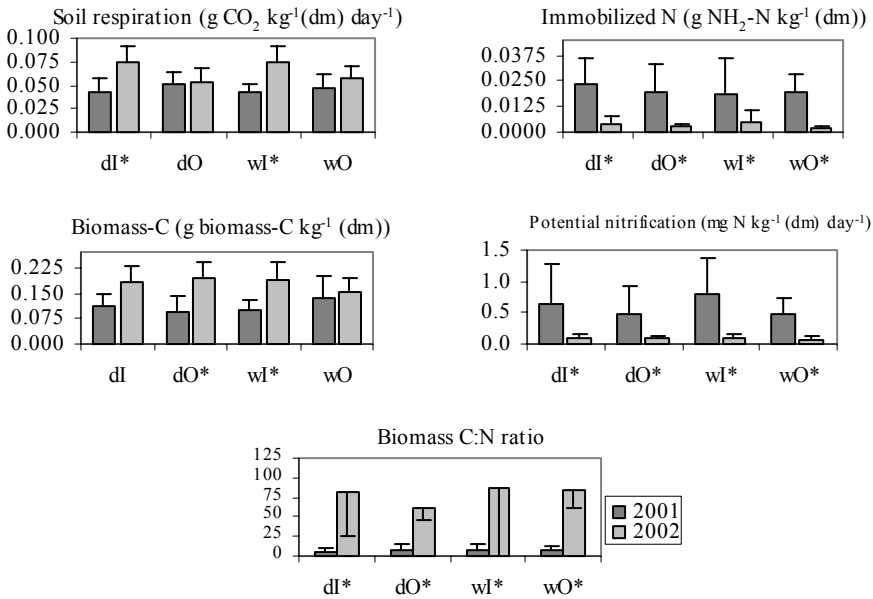 Soil respiration (g CO₂ kg⁻¹(dm) day⁻¹)
0.100
0.075
0.050
0.025
0.000
dI* dO wI* wO
Immobilized N (g NH₂-N kg⁻¹ (dm))
0.0375
0.0250
0.0125
0.0000
dI* dO* wI* wO*
Biomass-C (g biomass-C kg⁻¹ (dm))
0.225
0.150
0.075
0.000
dI dO* wI* wO
Potential nitrification (mg N kg⁻¹ (dm) day⁻¹)
1.5
1.0
0.5
0.0
dI* dO* wI* wO*
Biomass C:N ratio
125
100
75
50
25
0
dI* dO* wI* wO*
2001
2002